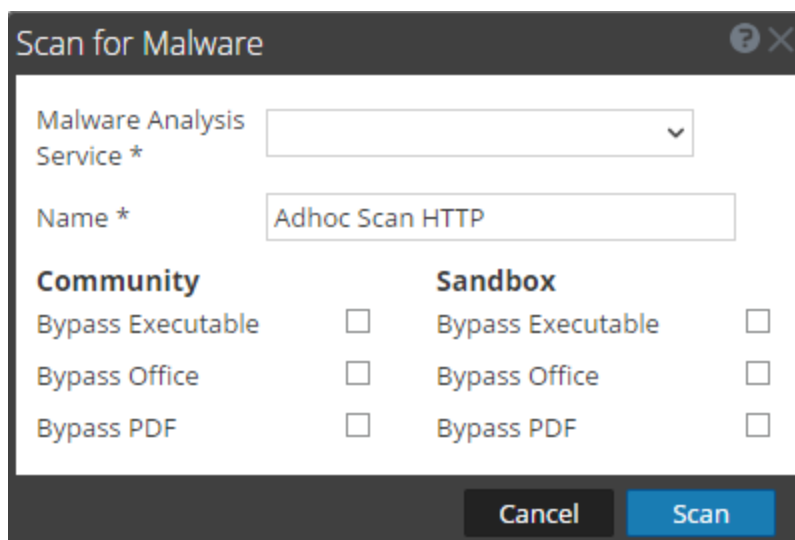 Scan for Malware
Malware Analysis
Service *
Name *
Adhoc Scan HTTP
Community
Sandbox
Bypass Executable
Bypass Executable
Bypass Office
Bypass Office
Bypass PDF
Bypass PDF
Cancel
Scan